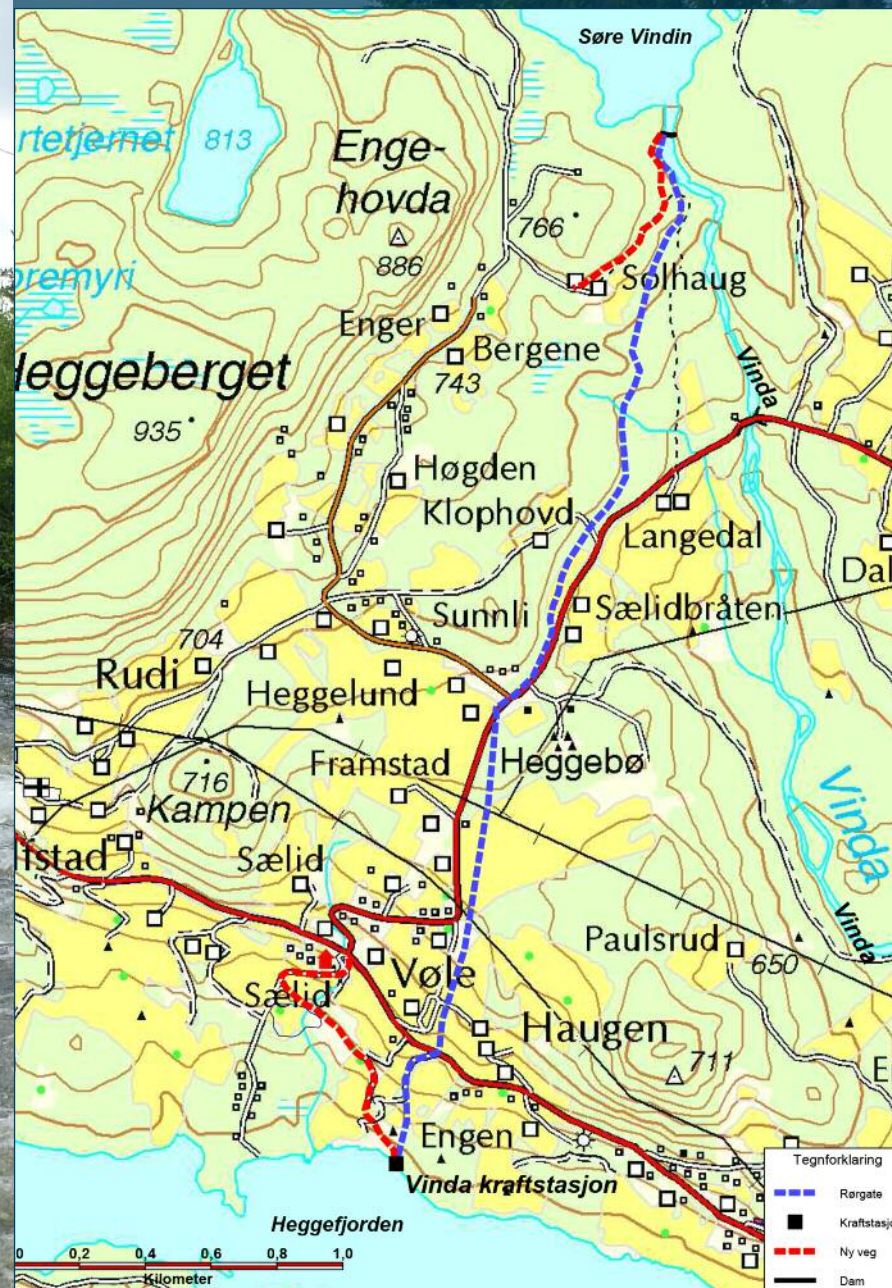 Søre Vindin
rtetjernet
813
Enge-
hovda
886
766
oremyri
Solhaug
Enger
Bergene
743
Vinda
Heggeberget
935
Høgden
Klophovd
Langedal
Dal
Sunnli
Sælidbråten
704
Rudi
Heggelund
Framstad
Heggebø
716
Kampen
Vinda
lfstad
Sælid
Paulsrud
650
Vinda
Vøle
Sælid
Haugen
711
E
Engen
Vinda kraftstasjon
Heggefjorden
0 0,2 0,4 0,6 0,8 1,0
Kilometer
Tegnforklaring
Rørgate
Kraftstasjo
Ny veg
Dam